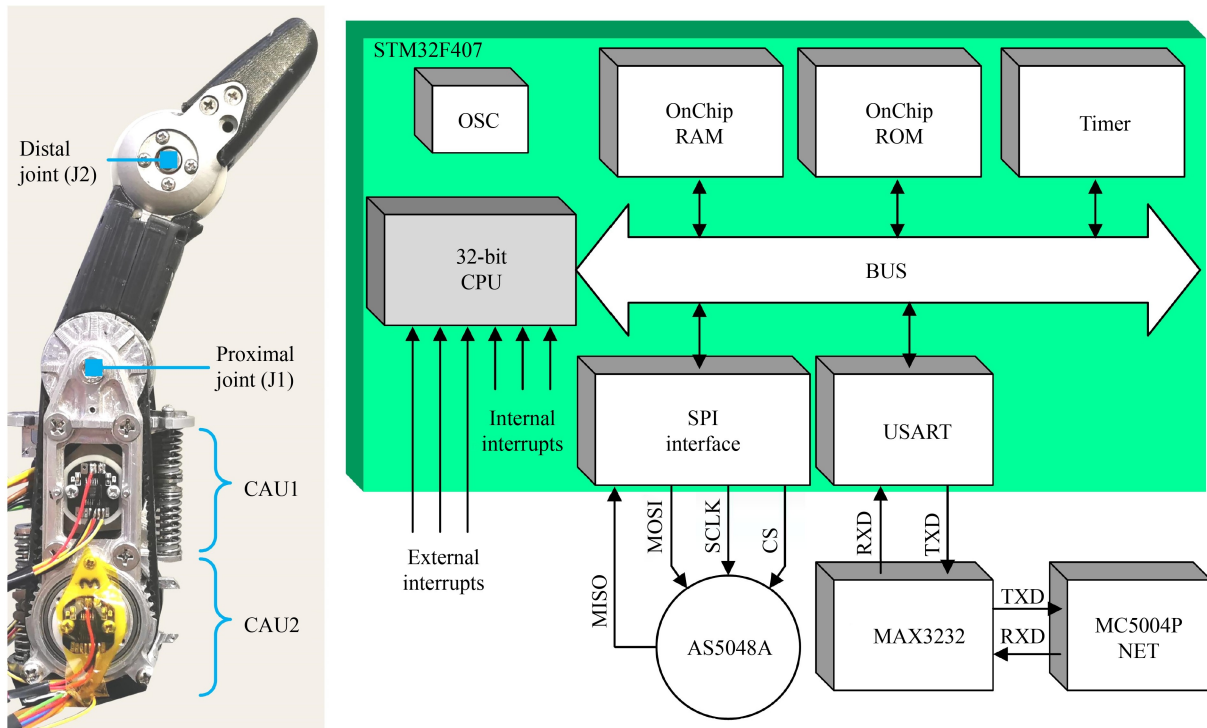 Distal
joint (J2)
Proximal
joint (J1)
CAU1
CAU2
STM32F407
OSC
OnChip
RAM
OnChip
ROM
Timer
32-bit
CPU
BUS
Internal
interrupts
SPI
interface
USART
External
interrupts
MISO
MOSI
SCLK
CS
RXD
TXD
AS5048A
MAX3232
TXD
RXD
MC5004P
NET